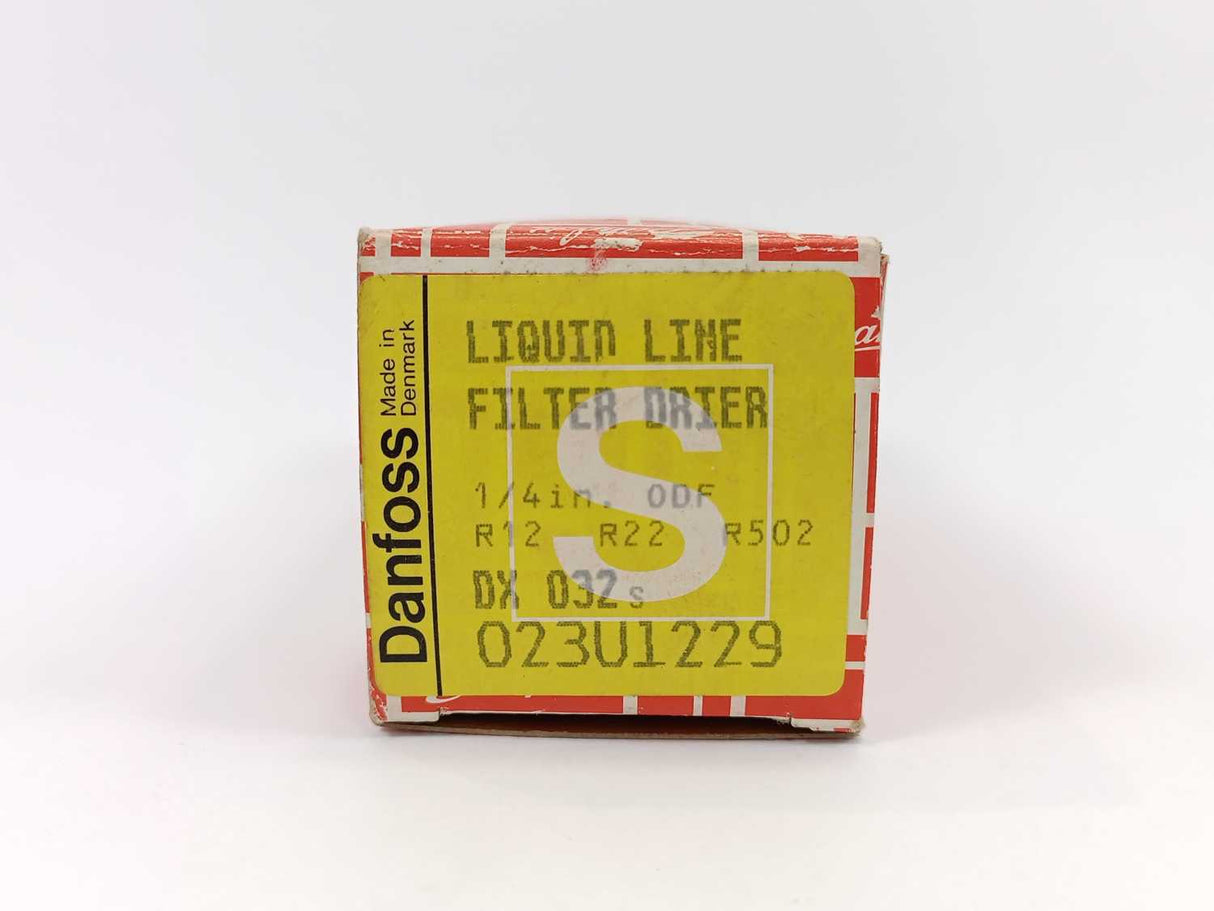 Danfoss
Made in
Denmark
LIQUID LINE
FILTER DRIER
S
1/4in. ODF
R12 R22 R502
DX 032s
023U1229